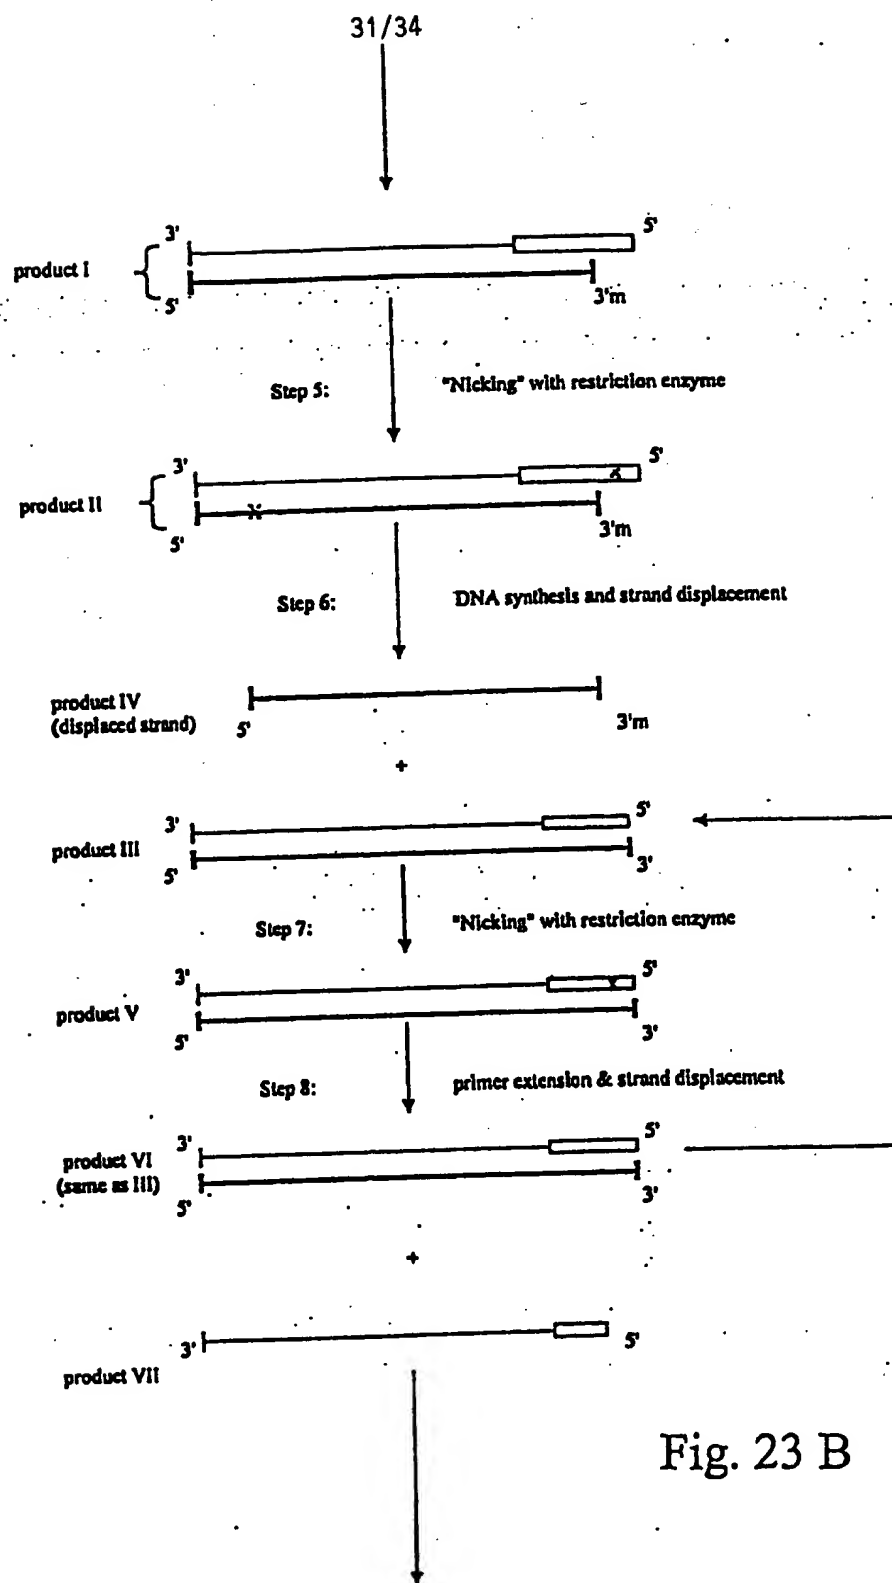 31/34
3' 5'
product I
5' 3'm
Step 5: "Nicking" with restriction enzyme
3' 5'
product II
5' 3'm
Step 6: DNA synthesis and strand displacement
product IV
(displaced strand)
5' 3'm
+
3' 5'
product III
5' 3'
Step 7: "Nicking" with restriction enzyme
3' 5'
product V
5' 3'
Step 8: primer extension & strand displacement
3' 5'
product VI
(same as III)
5' 3'
+
3' 5'
product VII
Fig. 23 B